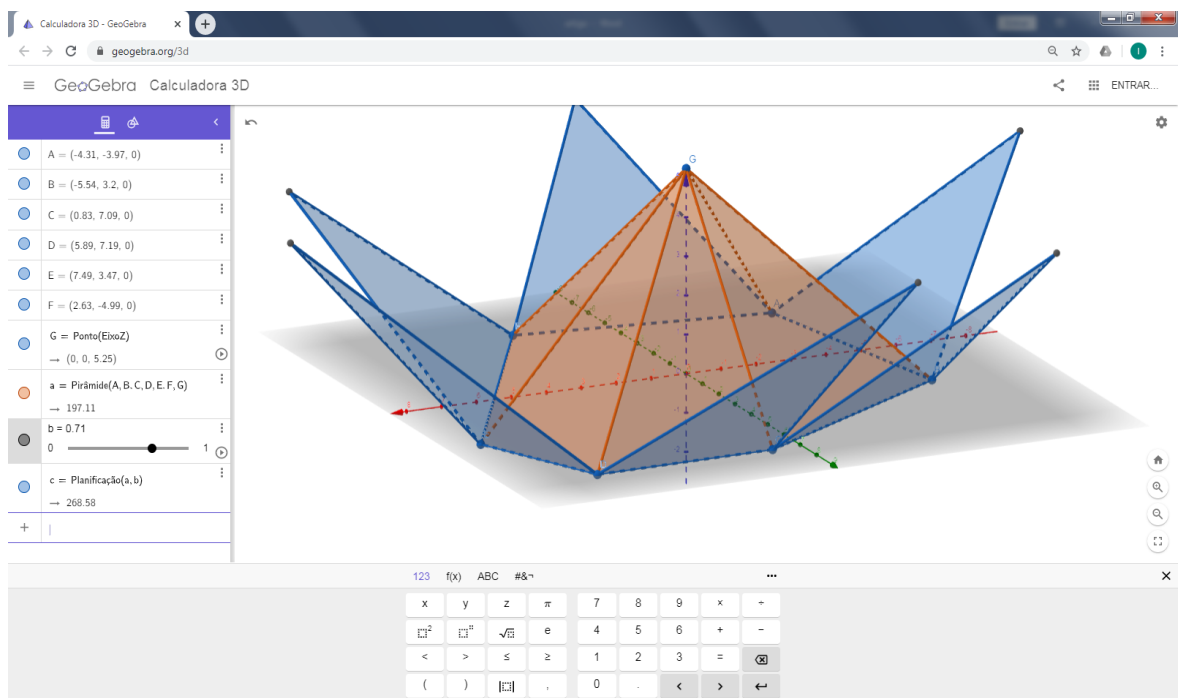 Calculadora 3D - GeoGebra
geogebra.org/3d
GeoGebra Calculadora 3D
ENTRAR...
A = (-4.31, -3.97, 0)
B = (-5.54, 3.2, 0)
C = (0.83, 7.09, 0)
D = (5.89, 7.19, 0)
E = (7.49, 3.47, 0)
F = (2.63, -4.99, 0)
G = Ponto(EixoZ)
→ (0, 0, 5.25)
a = Pirâmide(A, B, C, D, E, F, G)
→ 197.11
b = 0.71
0 1
c = Planificação(a, b)
→ 268.58
G
A
3
-1
-2
123 f(x) ABC #&¬
x y z π 7 8 9 × ÷
√ e 4 5 6 + −
< > ≤ ≥ 1 2 3 =
( ) , 0 . < >